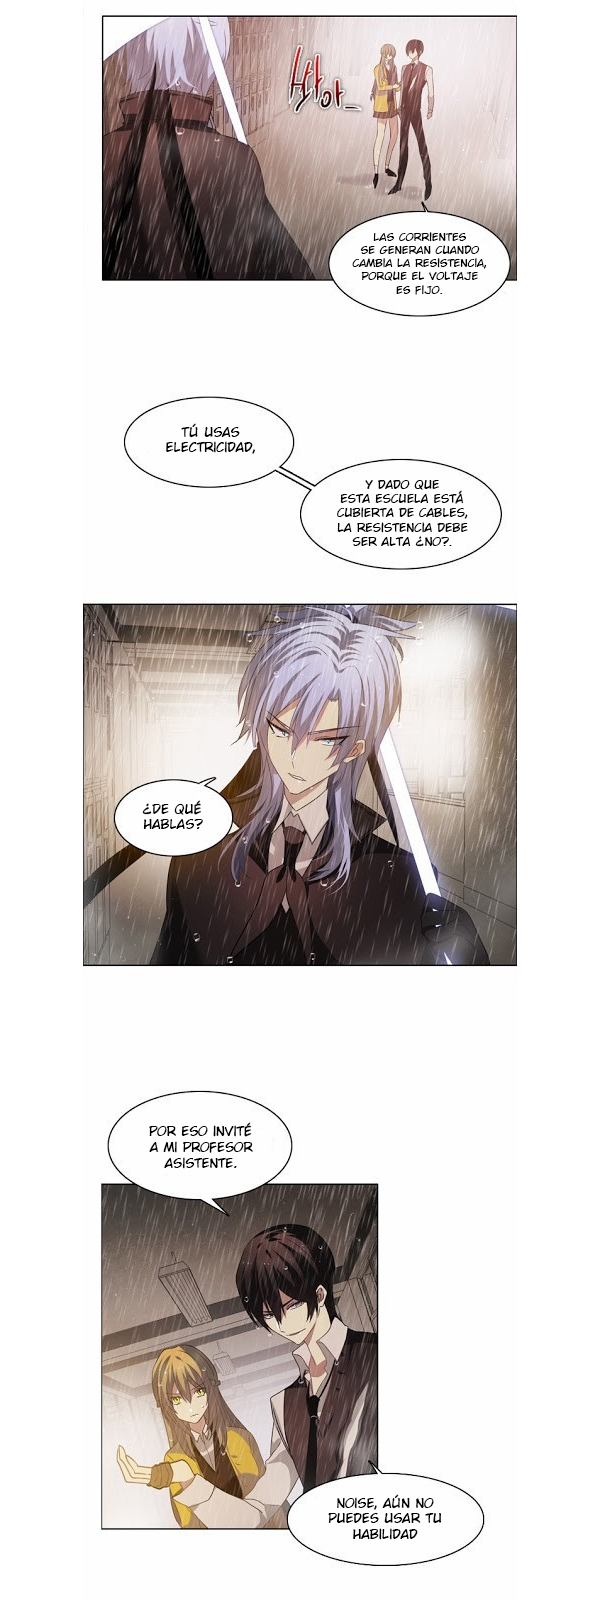 쏴아_
LAS CORRIENTES
SE GENERAN CUANDO
CAMBIA LA RESISTENCIA,
PORQUE EL VOLTAJE
ES FIJO.
TÚ USAS
ELECTRICIDAD,
Y DADO QUE
ESTA ESCUELA ESTÁ
CUBIERTA DE CABLES,
LA RESISTENCIA DEBE
SER ALTA ¿NO?.
¿DE QUÉ
HABLAS?
POR ESO INVITÉ
A MI PROFESOR
ASISTENTE.
NOISE, AÚN NO
PUEDES USAR TU
HABILIDAD